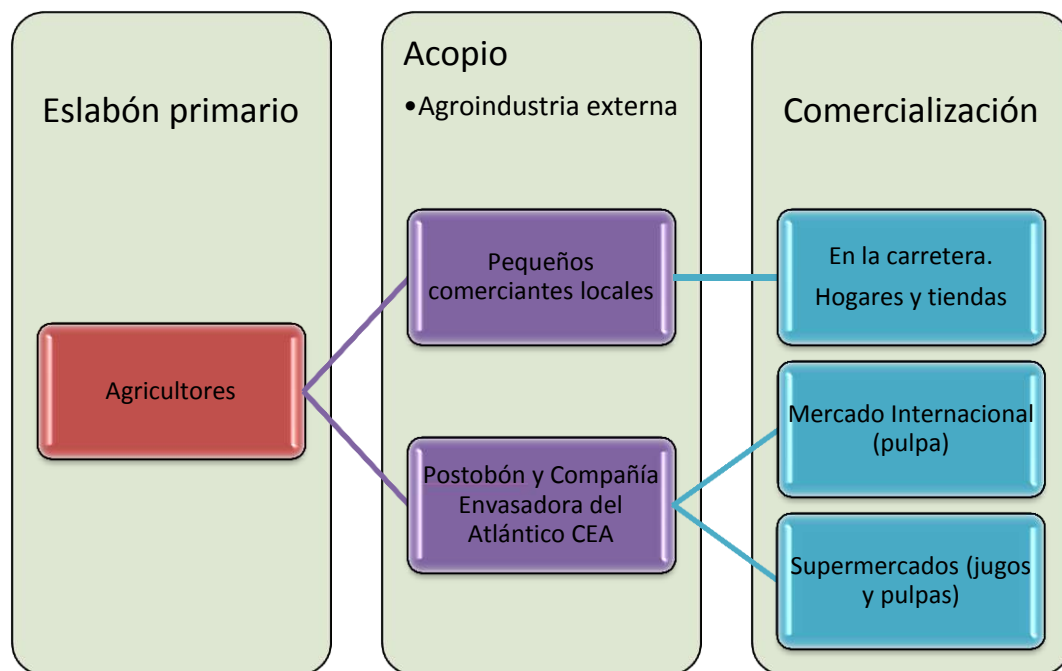 Eslabón primario
Agricultores
Acopio
•Agroindustria externa
Pequeños
comerciantes locales
Postobón y Compañía
Envasadora del
Atlántico CEA
Comercialización
En la carretera.
Hogares y tiendas
Mercado Internacional
(pulpa)
Supermercados (jugos
y pulpas)